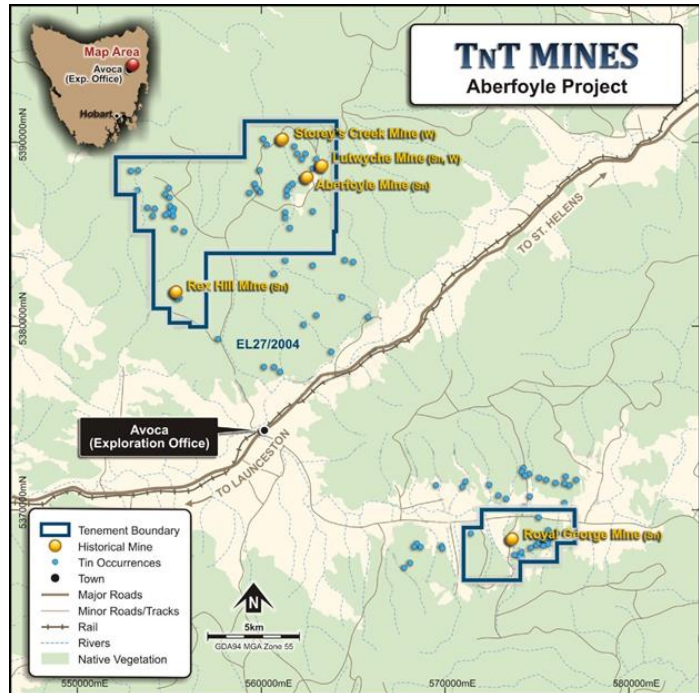 Map Area
Avoca
(Exp. Office)
Hobart
TNT MINES
Aberfoyle Project
5390000mN
Storey's Creek Mine (W)
Lutwyche Mine (Sn, W)
Aberfoyle Mine (Sn)
TO ST. HELENS
Rex Hill Mine (Sn)
5380000mN
EL27/2004
Avoca
(Exploration Office)
TO LAUNCESTON
5370000mN
Royal George Mine (Sn)
Tenement Boundary
Historical Mine
Tin Occurrences
Town
Major Roads
Minor Roads/Tracks
Rail
Rivers
Native Vegetation
N
5km
GDA94 MGA Zone 55
550000mE
560000mE
570000mE
580000mE